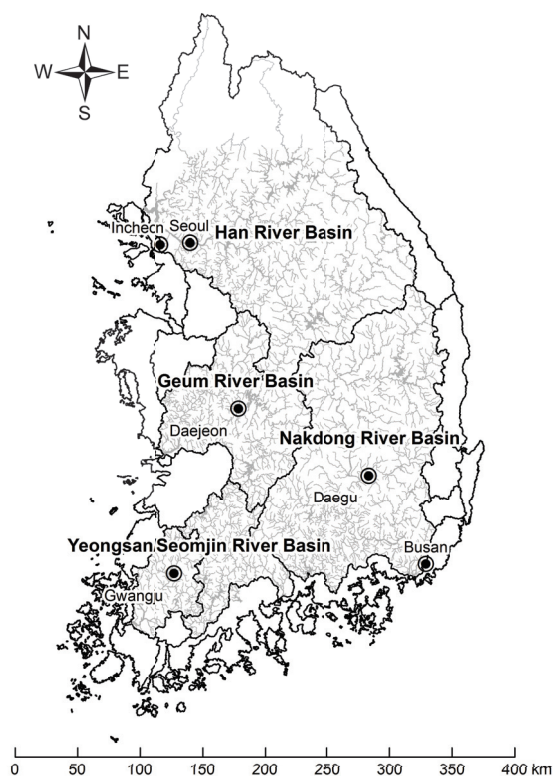 N
W E
S
Incheon Seoul
Han River Basin
Geum River Basin
Daejeon
Nakdong River Basin
Daegu
Yeongsan Seomjin River Basin
Busan
Gwangu
0 50 100 150 200 250 300 350 400 km